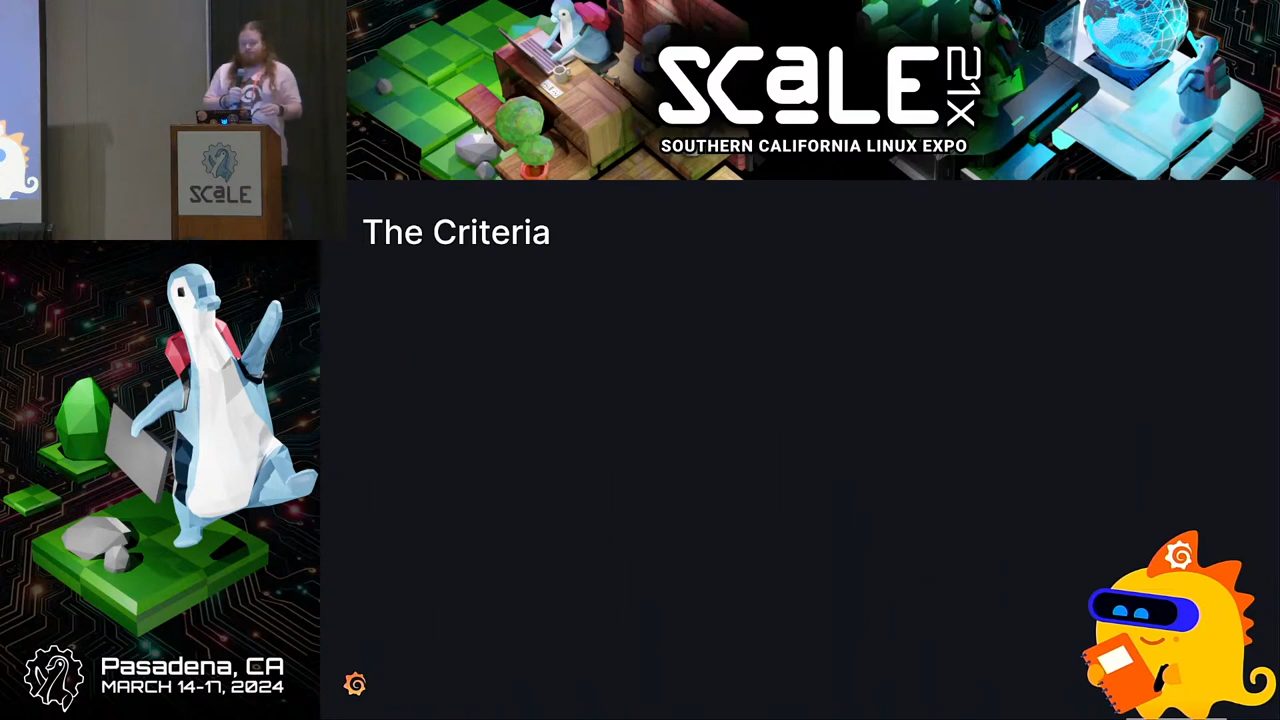 SCALE
SCALE 21X
SOUTHERN CALIFORNIA LINUX EXPO
The Criteria
Pasadena, CA
MARCH 14-17, 2024